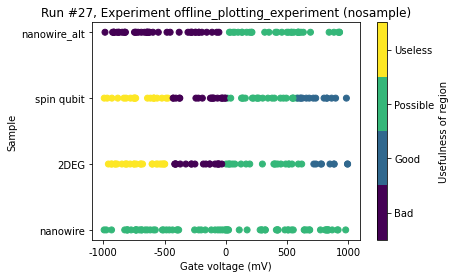 Run #27, Experiment offline_plotting_experiment (nosample)
nanowire_alt
spin qubit
2DEG
nanowire
Sample
-1000
-500
0
500
1000
Gate voltage (mV)
Useless
Possible
Good
Bad
Usefulness of region